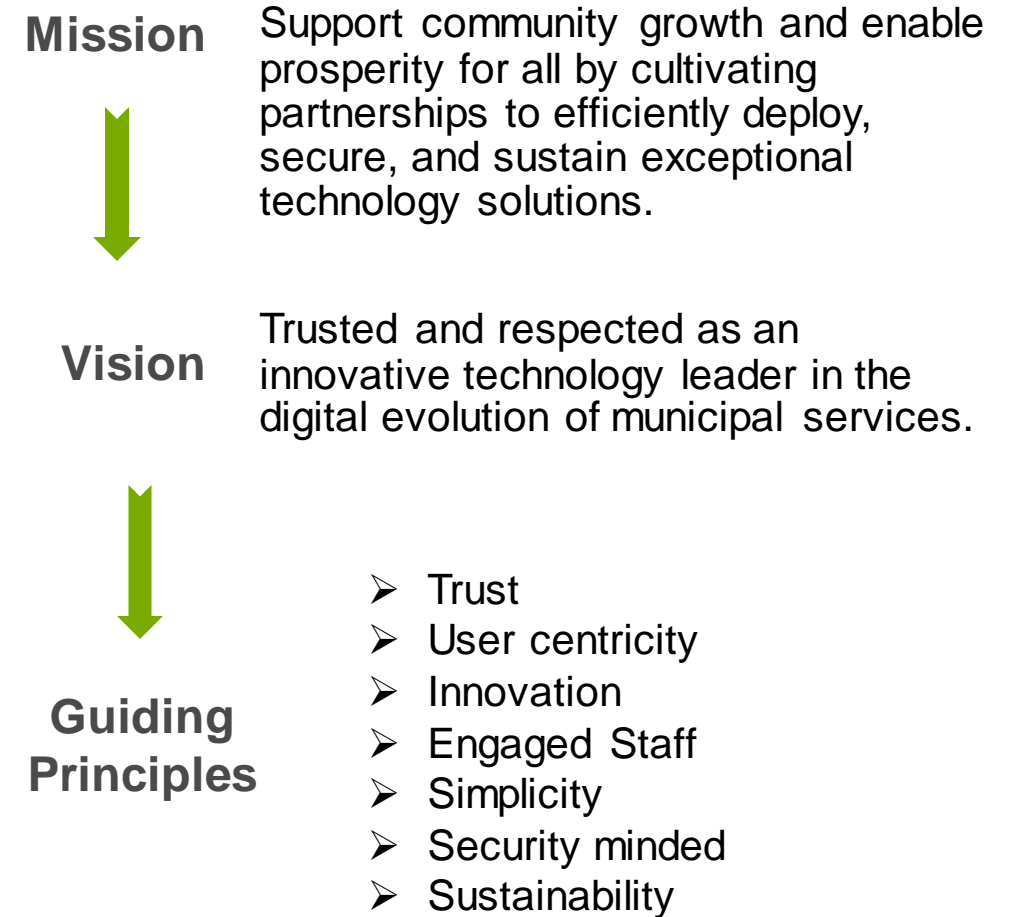 Mission
Support community growth and enable
prosperity for all by cultivating
partnerships to efficiently deploy,
secure, and sustain exceptional
technology solutions.
Vision
Trusted and respected as an
innovative technology leader in the
digital evolution of municipal services.
Guiding
Principles
➢ Trust
➢ User centricity
➢ Innovation
➢ Engaged Staff
➢ Simplicity
➢ Security minded
➢ Sustainability